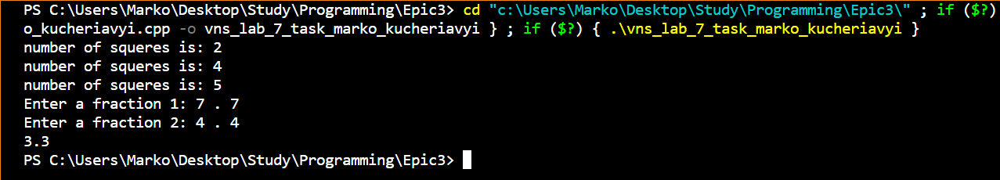 PS C:\Users\Marko\Desktop\Study\Programming\Epic3> cd "c:\Users\Marko\Desktop\Study\Programming\Epic3\" ; if ($?)
o_kucheriavyi.cpp -o vns_lab_7_task_marko_kucheriavyi } ; if ($?) { .\vns_lab_7_task_marko_kucheriavyi }
number of squeres is: 2
number of squeres is: 4
number of squeres is: 5
Enter a fraction 1: 7 . 7
Enter a fraction 2: 4 . 4
3.3
PS C:\Users\Marko\Desktop\Study\Programming\Epic3>